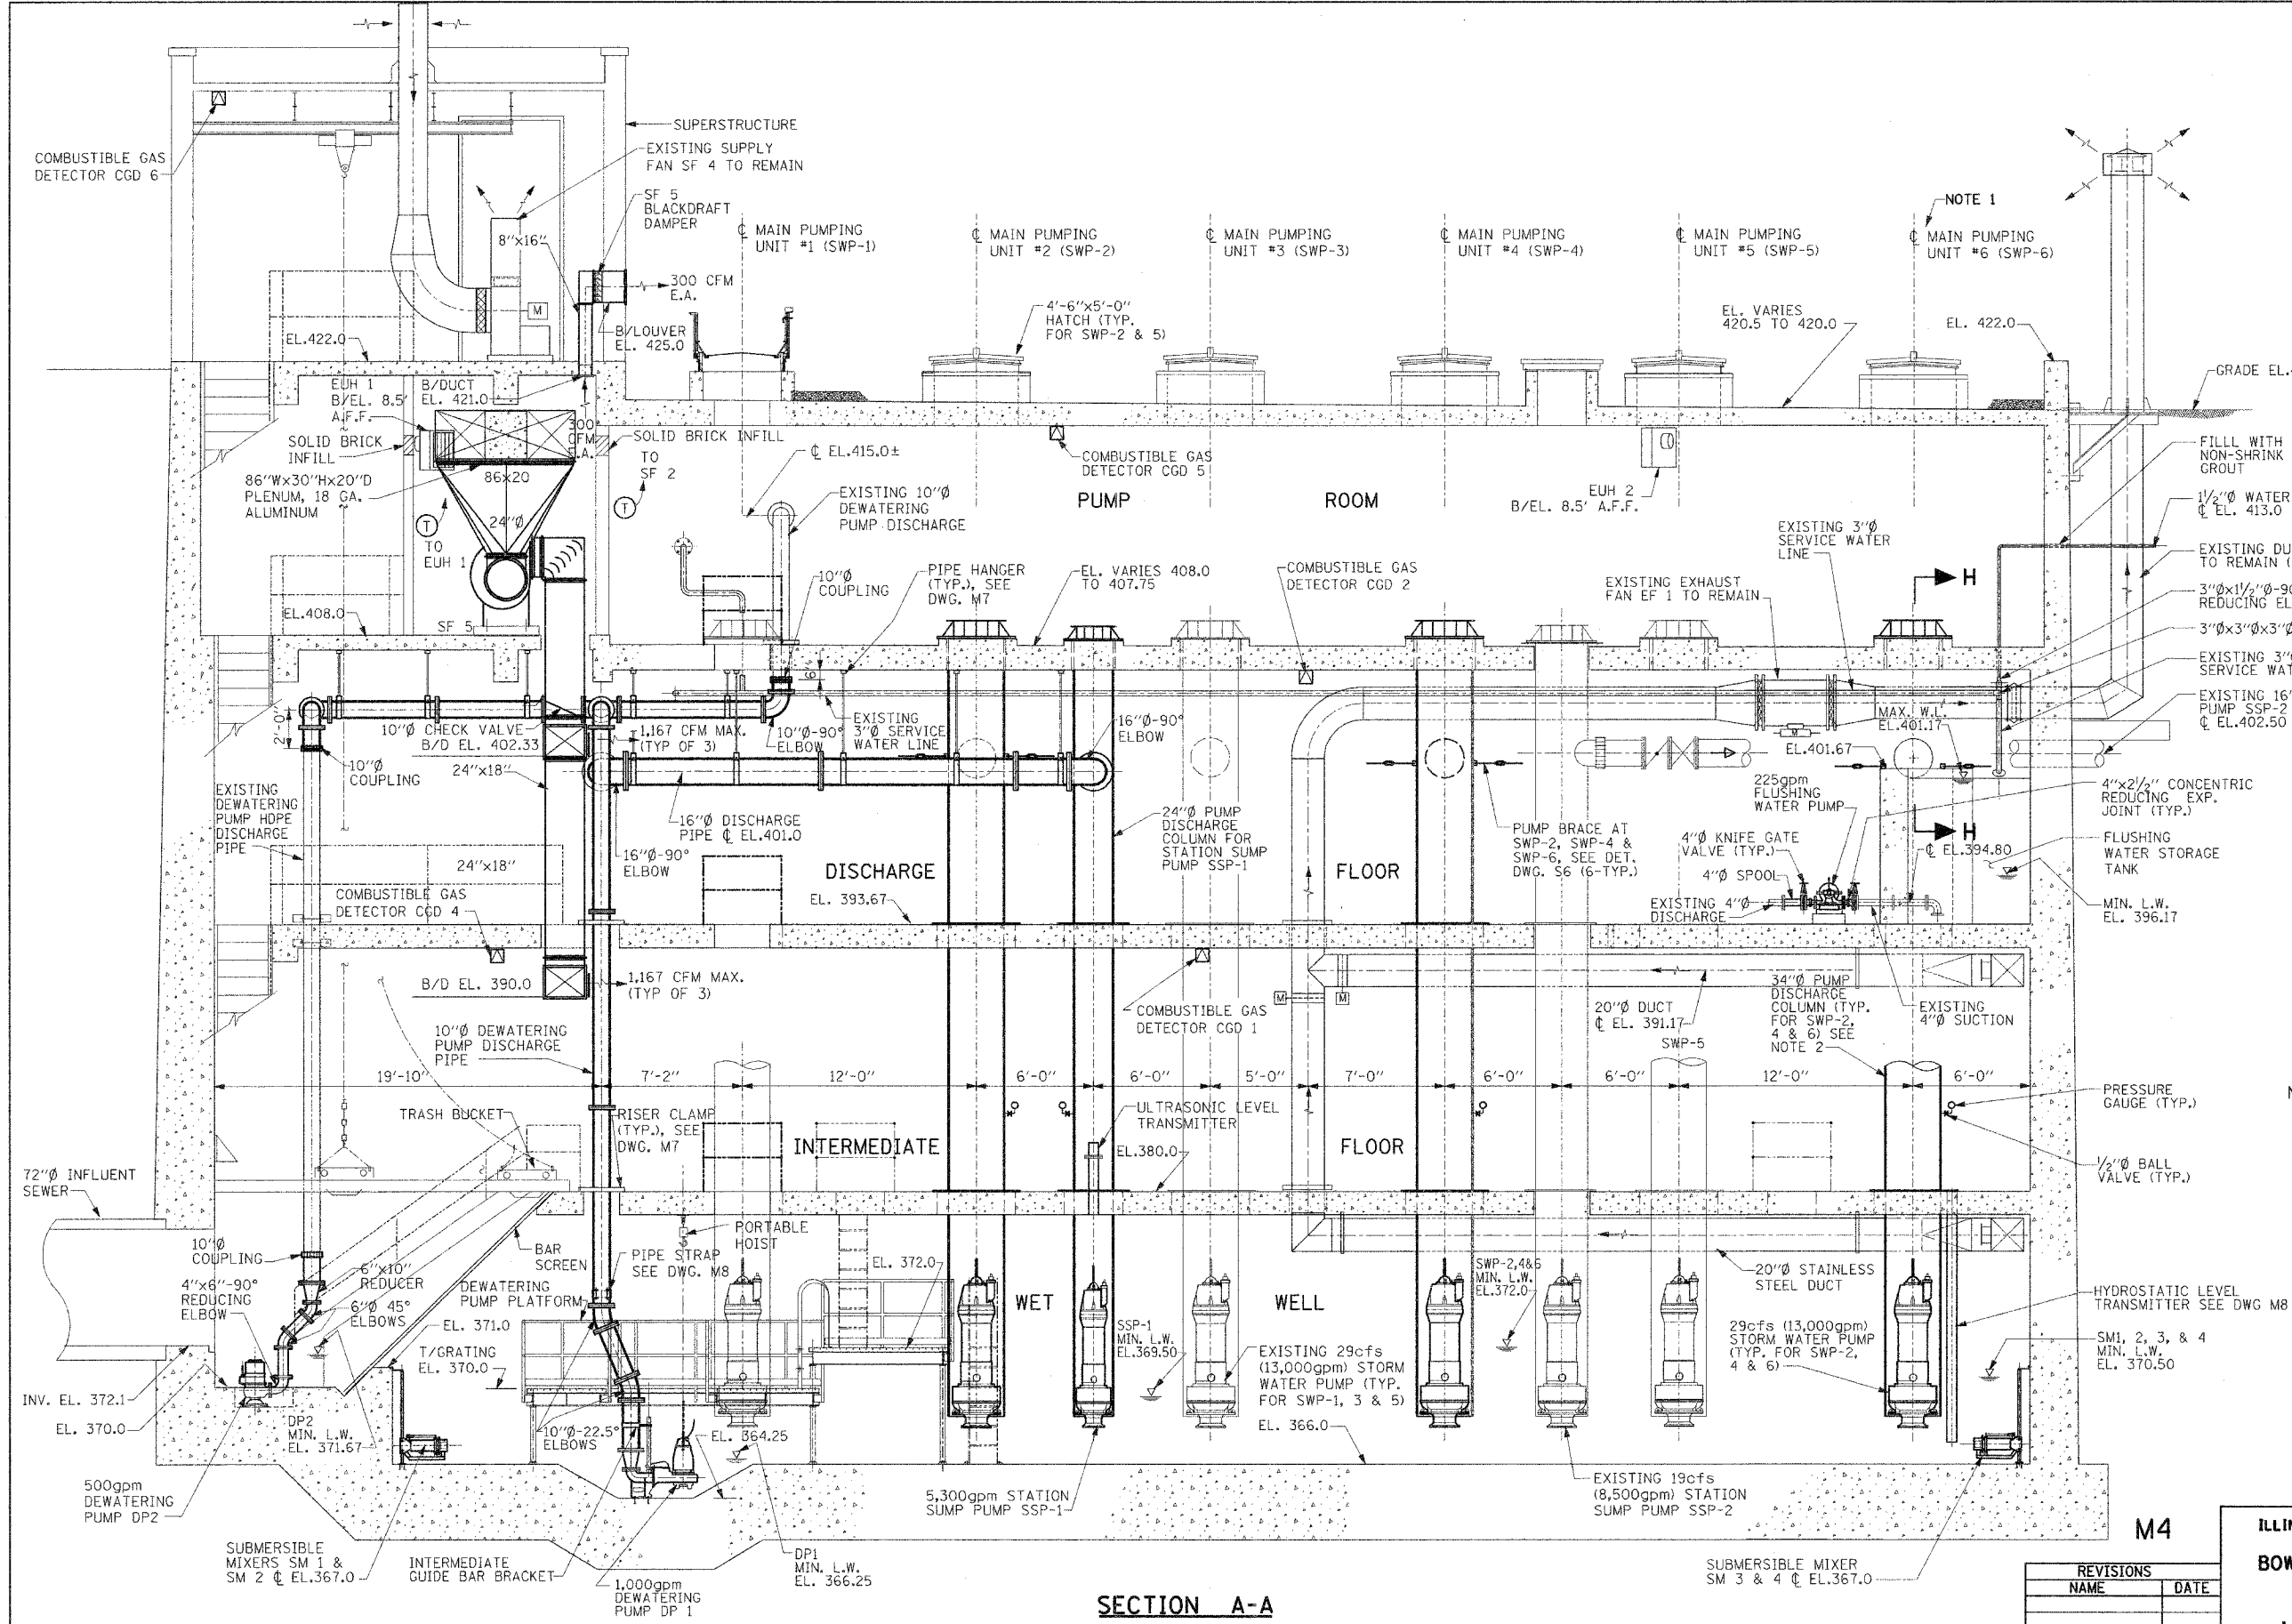 COMBUSTIBLE GAS
DETECTOR CGD 6
SUPERSTRUCTURE
EXISTING SUPPLY
FAN SF 4 TO REMAIN
SF 5
BLACKDRAFT
DAMPER
8"x16"
M
300 CFM
E.A.
B/LOUVER
EL. 425.0
℄ MAIN PUMPING
UNIT #1 (SWP-1)
℄ MAIN PUMPING
UNIT #2 (SWP-2)
℄ MAIN PUMPING
UNIT #3 (SWP-3)
℄ MAIN PUMPING
UNIT #4 (SWP-4)
℄ MAIN PUMPING
UNIT #5 (SWP-5)
NOTE 1
℄ MAIN PUMPING
UNIT #6 (SWP-6)
4'-6"x5'-0"
HATCH (TYP.
FOR SWP-2 & 5)
EL. VARIES
420.5 TO 420.0
EL. 422.0
EL.422.0
GRADE EL.
EUH 1
B/EL. 8.5'
A.F.F.
B/DUCT
EL. 421.0
SOLID BRICK
INFILL
300
CFM
E.A.
SOLID BRICK INFILL
TO
SF 2
T
86"Wx30"Hx20"D
PLENUM, 18 GA.
ALUMINUM
86x20
24"Ø
T
TO
EUH 1
℄ EL.415.0±
EXISTING 10"Ø
DEWATERING
PUMP DISCHARGE
COMBUSTIBLE GAS
DETECTOR CGD 5
PUMP ROOM
EUH 2
B/EL. 8.5' A.F.F.
FILLL WITH
NON-SHRINK
GROUT
1½"Ø WATER
℄ EL. 413.0
EXISTING DU
TO REMAIN (
3"Øx1½"Ø-90
REDUCING EL
3"Øx3"Øx3"Ø
EXISTING 3"Ø
SERVICE WAT
EXISTING 16"
PUMP SSP-2
℄ EL.402.50
EXISTING 3"Ø
SERVICE WATER
LINE
EXISTING EXHAUST
FAN EF 1 TO REMAIN
H
EL.408.0
SF 5
10"Ø
COUPLING
PIPE HANGER
(TYP.), SEE
DWG. M7
EL. VARIES 408.0
TO 407.75
COMBUSTIBLE GAS
DETECTOR CGD 2
6"
2'-0"
10"Ø CHECK VALVE
B/D EL. 402.33
1,167 CFM MAX.
(TYP OF 3)
10"Ø-90°
ELBOW
EXISTING
3"Ø SERVICE
WATER LINE
16"Ø-90°
ELBOW
M
MAX. W.L.
EL.401.17
EL.401.67
10"Ø
COUPLING
24"x18"
EXISTING
DEWATERING
PUMP HDPE
DISCHARGE
PIPE
16"Ø DISCHARGE
PIPE ℄ EL.401.0
16"Ø-90°
ELBOW
24"Ø PUMP
DISCHARGE
COLUMN FOR
STATION SUMP
PUMP SSP-1
PUMP BRACE AT
SWP-2, SWP-4 &
SWP-6, SEE DET.
DWG. S6 (6-TYP.)
225gpm
FLUSHING
WATER PUMP
4"Ø KNIFE GATE
VALVE (TYP.)
4"Ø SPOOL
EXISTING 4"Ø
DISCHARGE
4"x2½" CONCENTRIC
REDUCING EXP.
JOINT (TYP.)
H
℄ EL.394.80
FLUSHING
WATER STORAGE
TANK
MIN. L.W.
EL. 396.17
24"x18"
COMBUSTIBLE GAS
DETECTOR CGD 4
DISCHARGE FLOOR
EL. 393.67
B/D EL. 390.0
1,167 CFM MAX.
(TYP OF 3)
COMBUSTIBLE GAS
DETECTOR CGD 1
M
M
20"Ø DUCT
℄ EL. 391.17
SWP-5
34"Ø PUMP
DISCHARGE
COLUMN (TYP.
FOR SWP-2,
4 & 6) SEE
NOTE 2
EXISTING
4"Ø SUCTION
10"Ø DEWATERING
PUMP DISCHARGE
PIPE
19'-10" 7'-2" 12'-0" 6'-0" 6'-0" 5'-0" 7'-0" 6'-0" 6'-0" 12'-0" 6'-0"
TRASH BUCKET
RISER CLAMP
(TYP.), SEE
DWG. M7
ULTRASONIC LEVEL
TRANSMITTER
EL.380.0
INTERMEDIATE FLOOR
PRESSURE
GAUGE (TYP.)
½"Ø BALL
VALVE (TYP.)
72"Ø INFLUENT
SEWER
10"Ø
COUPLING
4"x6"-90°
REDUCING
ELBOW
6"x10"
REDUCER
6"Ø 45°
ELBOWS
BAR
SCREEN
DEWATERING
PUMP PLATFORM
EL. 371.0
T/GRATING
EL. 370.0
PORTABLE
HOIST
PIPE STRAP
SEE DWG. M8
EL. 372.0
WET WELL
SWP-2,4&6
MIN. L.W.
EL.372.0
SSP-1
MIN. L.W.
EL.369.50
20"Ø STAINLESS
STEEL DUCT
HYDROSTATIC LEVEL
TRANSMITTER SEE DWG M8
29cfs (13,000gpm)
STORM WATER PUMP
(TYP. FOR SWP-2,
4 & 6)
SM1, 2, 3, & 4
MIN. L.W.
EL. 370.50
EXISTING 29cfs
(13,000gpm) STORM
WATER PUMP (TYP.
FOR SWP-1, 3 & 5)
EL. 366.0
INV. EL. 372.1
EL. 370.0
DP2
MIN. L.W.
EL. 371.67
10"Ø-22.5°
ELBOWS
EL. 364.25
500gpm
DEWATERING
PUMP DP2
5,300gpm STATION
SUMP PUMP SSP-1
EXISTING 19cfs
(8,500gpm) STATION
SUMP PUMP SSP-2
SUBMERSIBLE
MIXERS SM 1 &
SM 2 ℄ EL.367.0
INTERMEDIATE
GUIDE BAR BRACKET
1,000gpm
DEWATERING
PUMP DP 1
DP1
MIN. L.W.
EL. 366.25
SUBMERSIBLE MIXER
SM 3 & 4 ℄ EL.367.0
SECTION A-A
M4
REVISIONS
NAME DATE
ILLIN
BOW